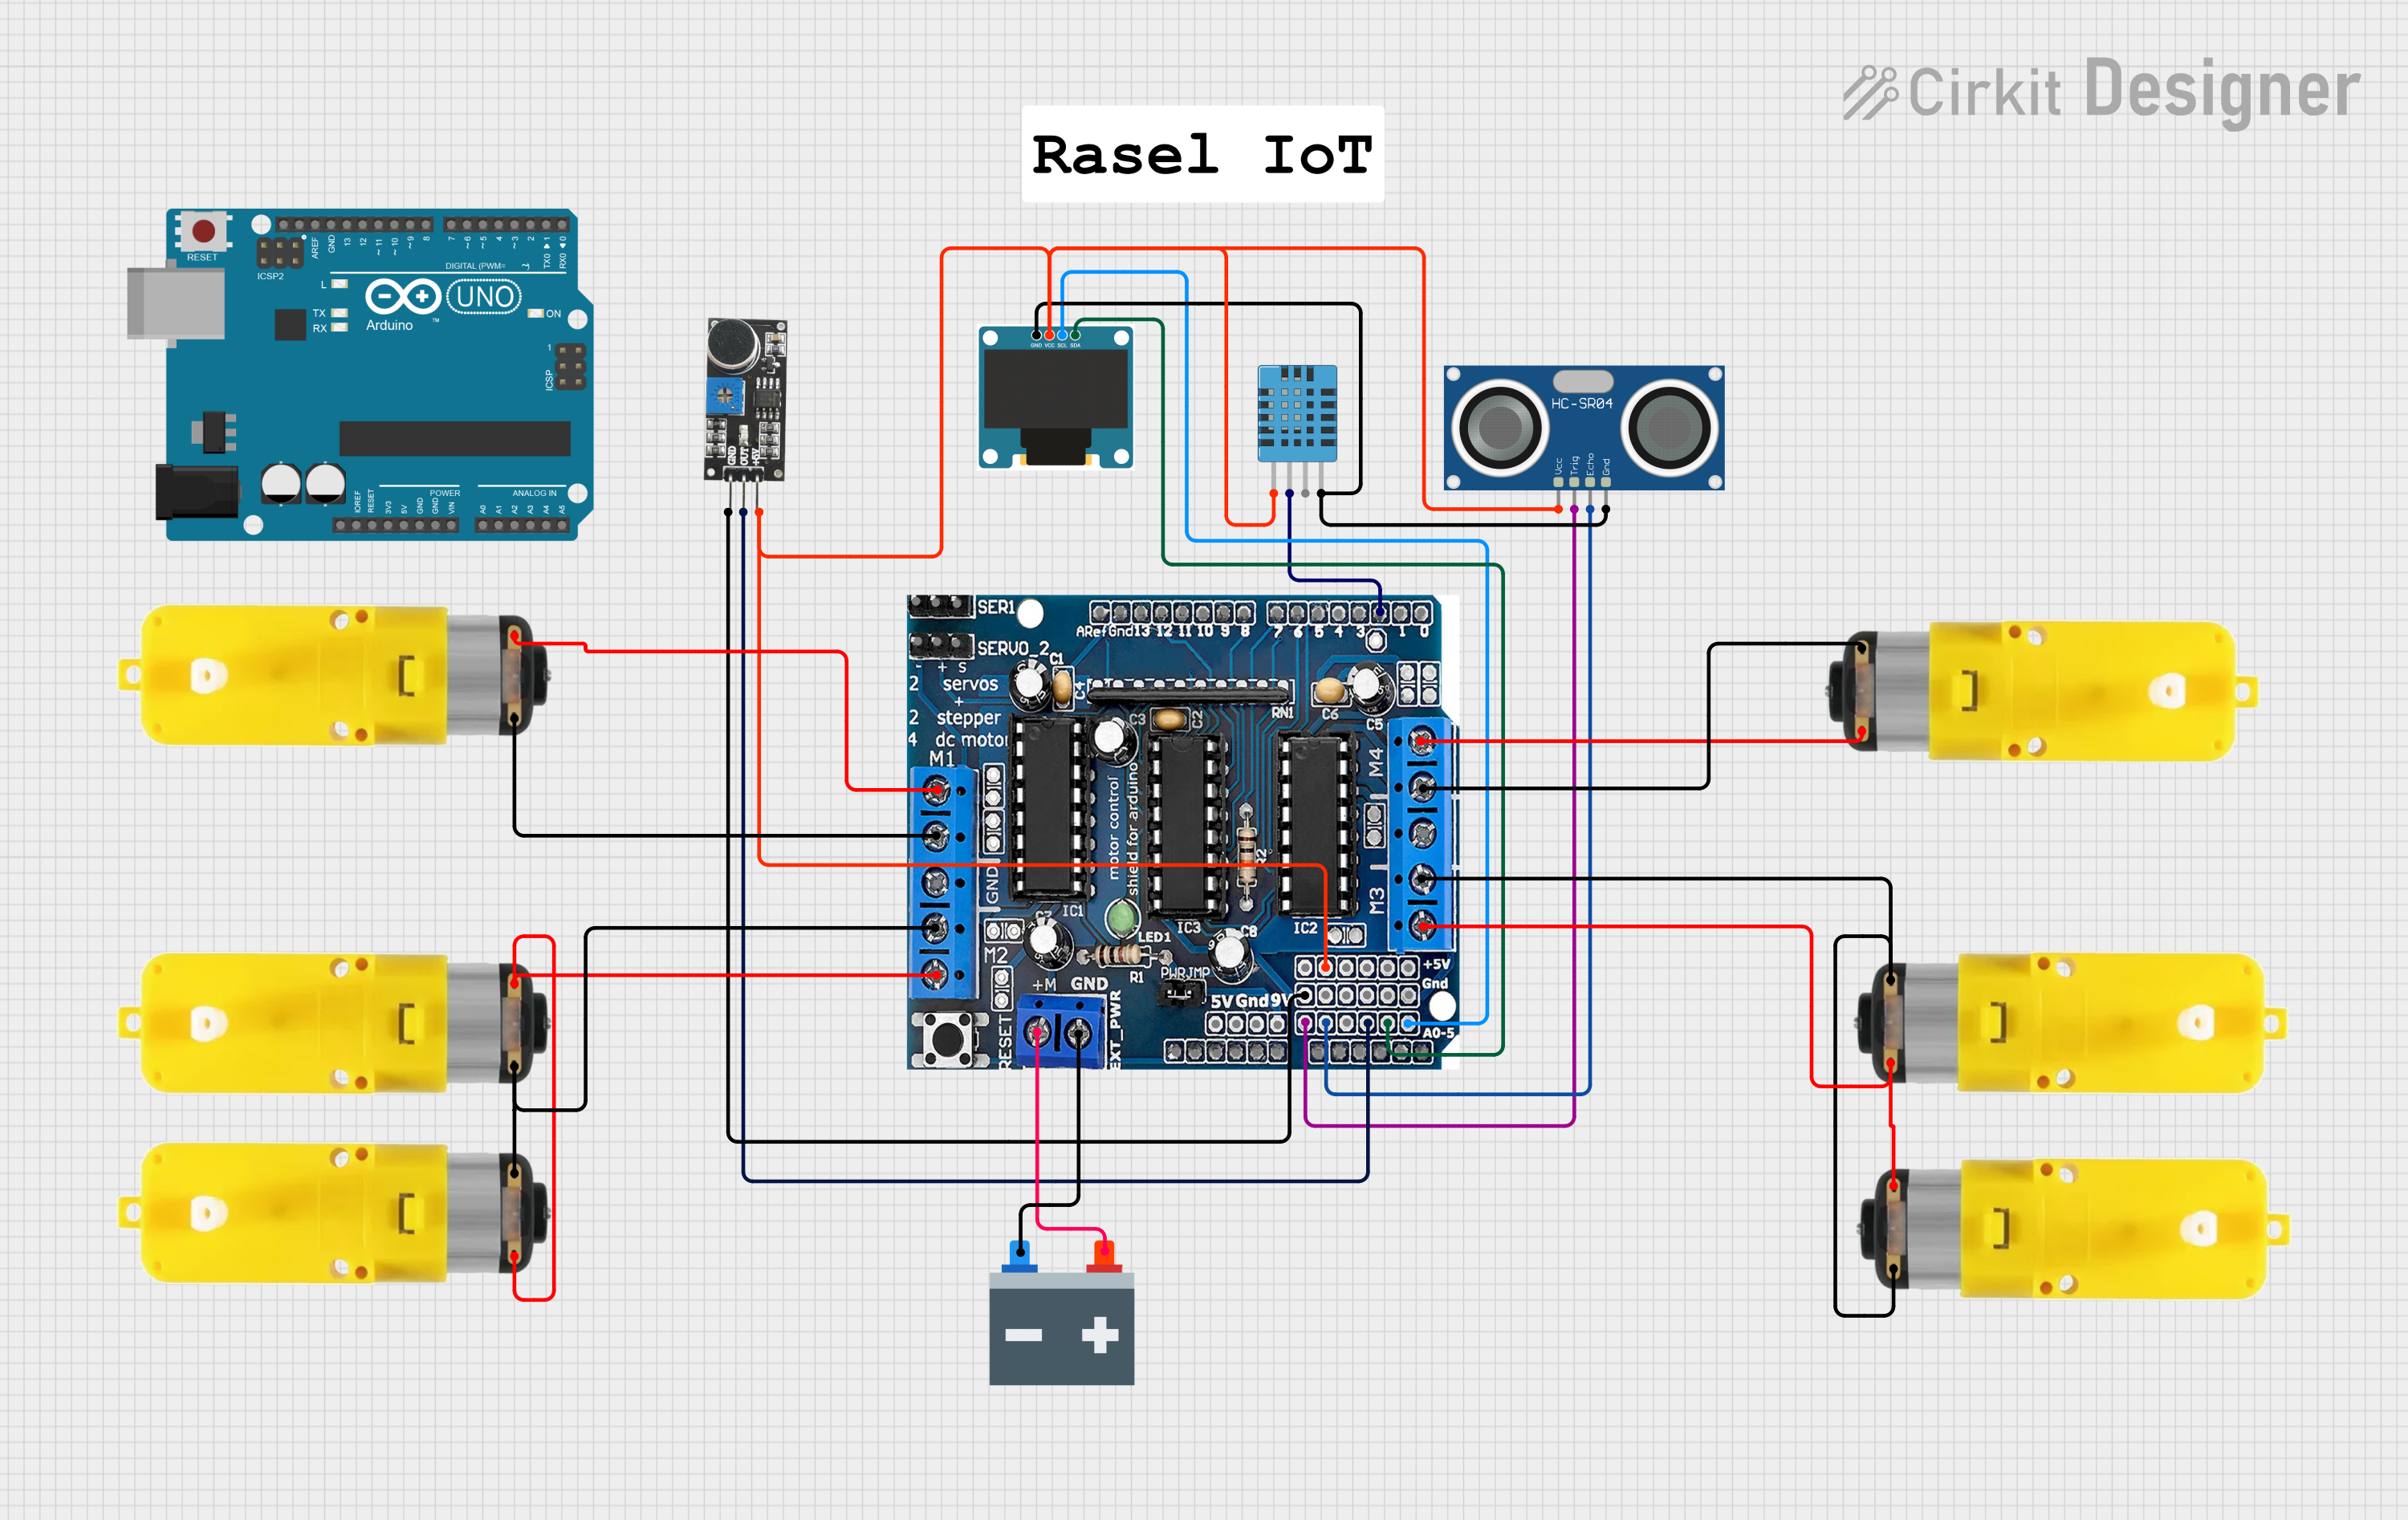 Cirkit Designer
Rasel IoT
RESET
ICSP2
AREF
GND
13
12
~11
~10
~9
8
7
~6
~5
4
~3
2
TX0 1
RX0 0
DIGITAL (PWM=
L
TX
RX
Arduino
UNO
ON
1
ICSP
IOREF
RESET
3V3
5V
GND
GND
VIN
POWER
A0
A1
A2
A3
A4
A5
ANALOG IN
GND
OUT
+5V
GND VCC SCL SDA
HC-SR04
Vcc
Trig
Echo
Gnd
SER1
SERVO_2
- + S
2 servos
+
2 stepper
4 dc motor
ARef Gnd 13 12 11 10 9 8
7 6 5 4 3 1 0
C1
C4
C3
C2
RN1
C6
C5
M1
GND
M2
M4
M3
motor control
shield for arduino
IC1
IC3
IC2
R2
C7
C8
LED1
R1
PWRJMP
+M GND
EXT_PWR
RESET
5V Gnd 9V
+5V
Gnd
A0-5